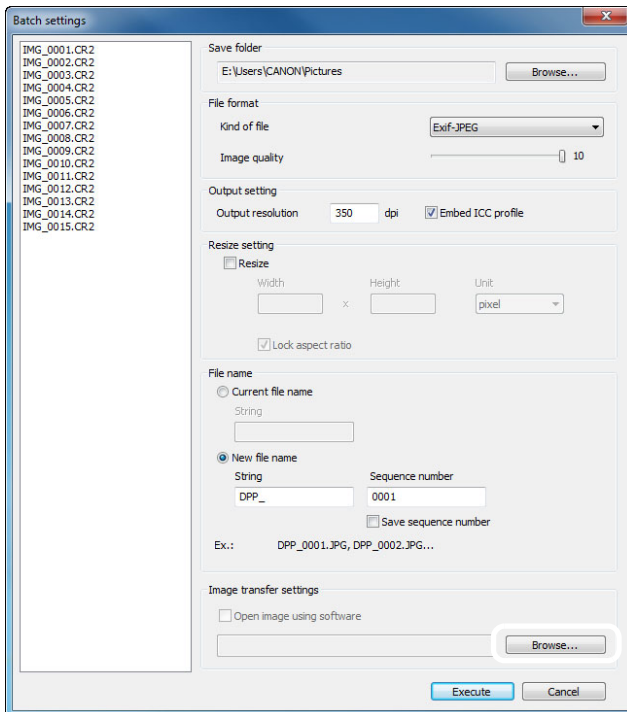 Batch settings
IMG_0001.CR2
IMG_0002.CR2
IMG_0003.CR2
IMG_0004.CR2
IMG_0005.CR2
IMG_0006.CR2
IMG_0007.CR2
IMG_0008.CR2
IMG_0009.CR2
IMG_0010.CR2
IMG_0011.CR2
IMG_0012.CR2
IMG_0013.CR2
IMG_0014.CR2
IMG_0015.CR2
Save folder
E:\Users\CANON\Pictures Browse...
File format
Kind of file Exif-JPEG
Image quality 10
Output setting
Output resolution 350 dpi Embed ICC profile
Resize setting
Resize
Width Height Unit
x pixel
Lock aspect ratio
File name
Current file name
String
New file name
String Sequence number
DPP_ 0001
Save sequence number
Ex.: DPP_0001.JPG, DPP_0002.JPG...
Image transfer settings
Open image using software
Browse...
Execute Cancel